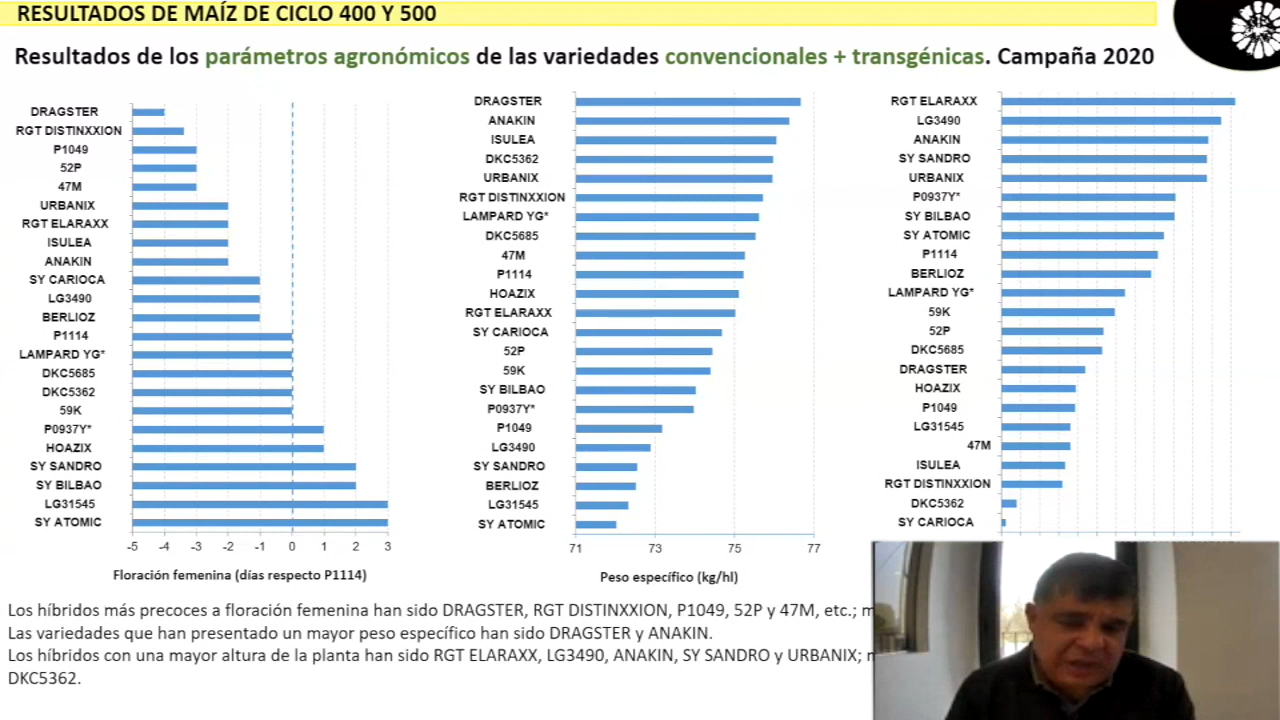 RESULTADOS DE MAÍZ DE CICLO 400 Y 500
Resultados de los parámetros agronómicos de las variedades convencionales + transgénicas. Campaña 2020
DRAGSTER
RGT DISTINXXION
P1049
52P
47M
URBANIX
RGT ELARAXX
ISULEA
ANAKIN
SY CARIOCA
LG3490
BERLIOZ
P1114
LAMPARD YG*
DKC5685
DKC5362
59K
P0937Y*
HOAZIX
SY SANDRO
SY BILBAO
LG31545
SY ATOMIC
-5 -4 -3 -2 -1 0 1 2 3
Floración femenina (días respecto P1114)
DRAGSTER
ANAKIN
ISULEA
DKC5362
URBANIX
RGT DISTINXXION
LAMPARD YG*
DKC5685
47M
P1114
HOAZIX
RGT ELARAXX
SY CARIOCA
52P
59K
SY BILBAO
P0937Y*
P1049
LG3490
SY SANDRO
BERLIOZ
LG31545
SY ATOMIC
71 73 75 77
Peso específico (kg/hl)
RGT ELARAXX
LG3490
ANAKIN
SY SANDRO
URBANIX
P0937Y*
SY BILBAO
SY ATOMIC
P1114
BERLIOZ
LAMPARD YG*
59K
52P
DKC5685
DRAGSTER
HOAZIX
P1049
LG31545
47M
ISULEA
RGT DISTINXXION
DKC5362
SY CARIOCA
Los híbridos más precoces a floración femenina han sido DRAGSTER, RGT DISTINXXION, P1049, 52P y 47M, etc.;
Las variedades que han presentado un mayor peso específico han sido DRAGSTER y ANAKIN.
Los híbridos con una mayor altura de la planta han sido RGT ELARAXX, LG3490, ANAKIN, SY SANDRO y URBANIX;
DKC5362.